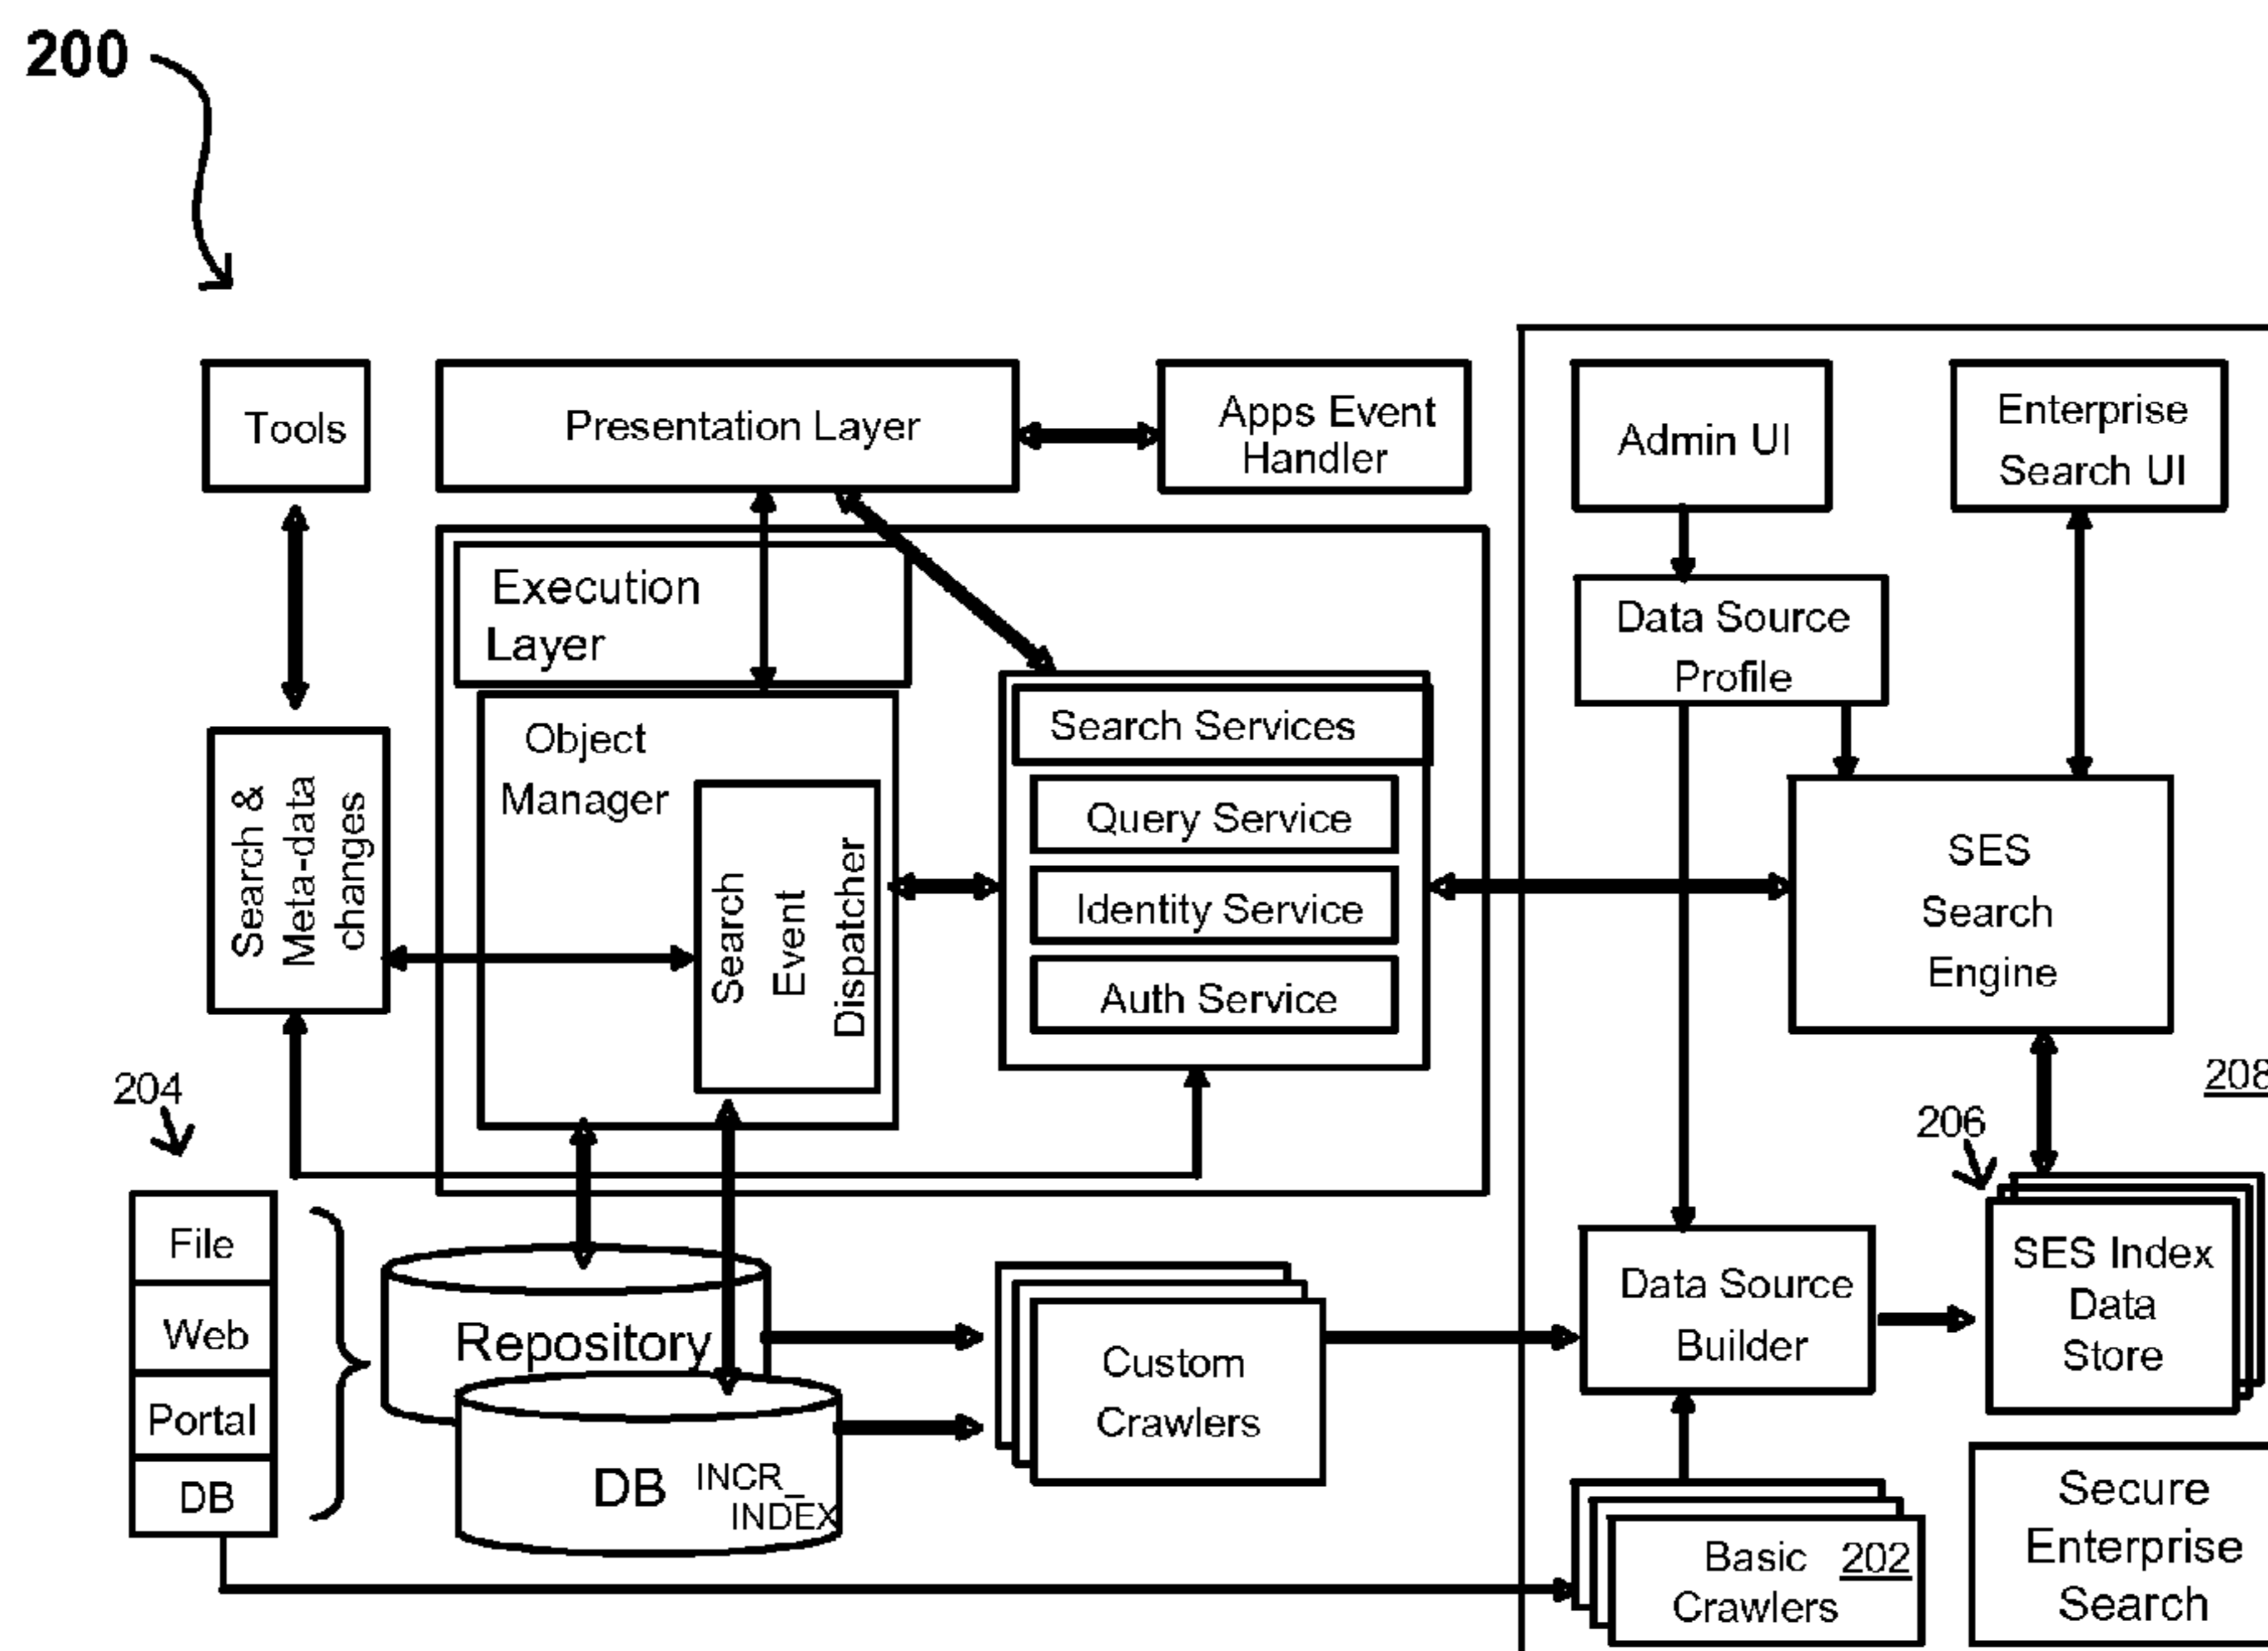 200
Tools
Presentation Layer
Apps Event
Handler
Admin UI
Enterprise
Search UI
Execution
Layer
Data Source
Profile
Object
Manager
Search Services
Search &
Meta-data
changes
Search
Event
Dispatcher
Query Service
Identity Service
Auth Service
SES
Search
Engine
204
208
206
File
Web
Portal
DB
Repository
DB
INCR_
INDEX
Custom
Crawlers
Data Source
Builder
SES Index
Data
Store
Basic
202
Crawlers
Secure
Enterprise
Search